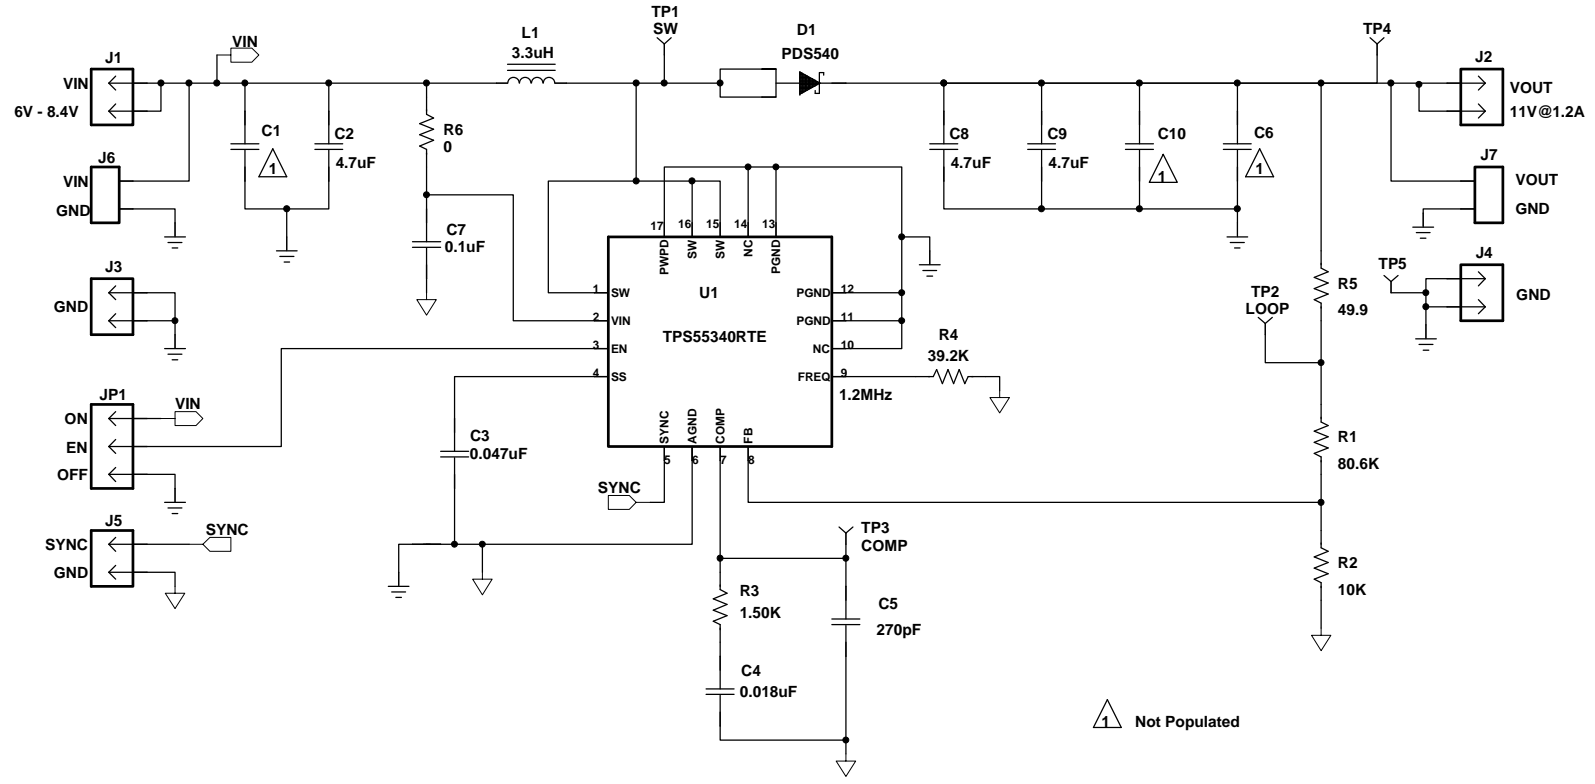 TP1
SW
L1
3.3uH
D1
PDS540
TP4
J1
VIN
6V - 8.4V
VIN
J2
VOUT
11V@1.2A
C1
1
C2
4.7uF
R6
0
C8
4.7uF
C9
4.7uF
C10
1
C6
1
J6
VIN
GND
J7
VOUT
GND
C7
0.1uF
17
16
15
14
13
PWPD
SW
SW
NC
PGND
J3
GND
U1
TPS55340RTE
1
SW
2
VIN
3
EN
4
SS
PGND
12
PGND
11
NC
10
FREQ
9
1.2MHz
R4
39.2K
TP2
LOOP
R5
49.9
TP5
J4
GND
JP1
ON
EN
OFF
VIN
C3
0.047uF
SYNC
AGND
COMP
FB
5
6
7
8
SYNC
R1
80.6K
J5
SYNC
GND
SYNC
TP3
COMP
R3
1.50K
C5
270pF
R2
10K
C4
0.018uF
1
Not Populated